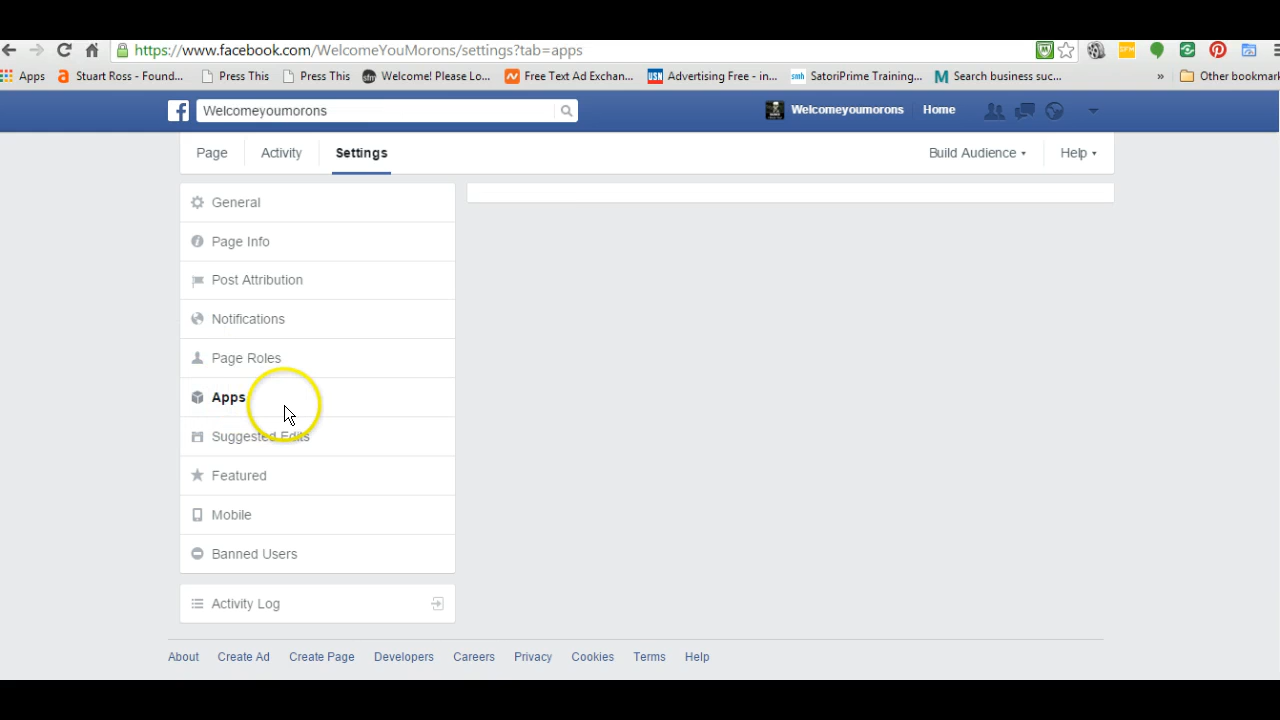 https://www.facebook.com/WelcomeYouMorons/settings?tab=apps
Apps Stuart Ross - Found... Press This Press This Welcome! Please Lo... Free Text Ad Exchan... USN Advertising Free - in... smh SatoriPrime Training... M Search business suc... » Other bookmark
Welcomeyoumorons Welcomeyoumorons Home
Page Activity Settings Build Audience Help
General
Page Info
Post Attribution
Notifications
Page Roles
Apps
Suggested Edits
Featured
Mobile
Banned Users
Activity Log
About Create Ad Create Page Developers Careers Privacy Cookies Terms Help